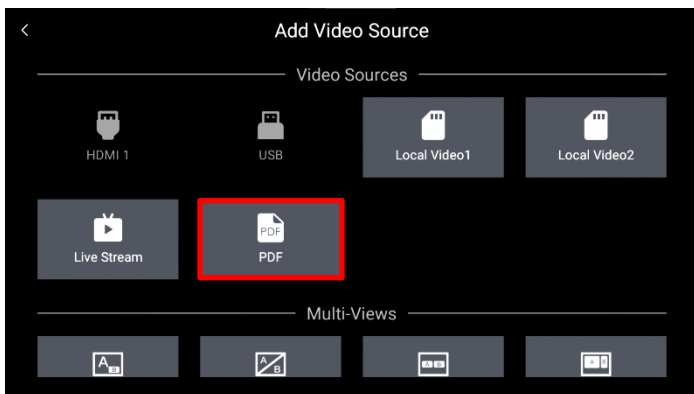 Add Video Source
Video Sources
HDMI 1
USB
Local Video1
Local Video2
PDF
Live Stream
PDF
Multi-Views
A
B
A
B
A
B
A
B